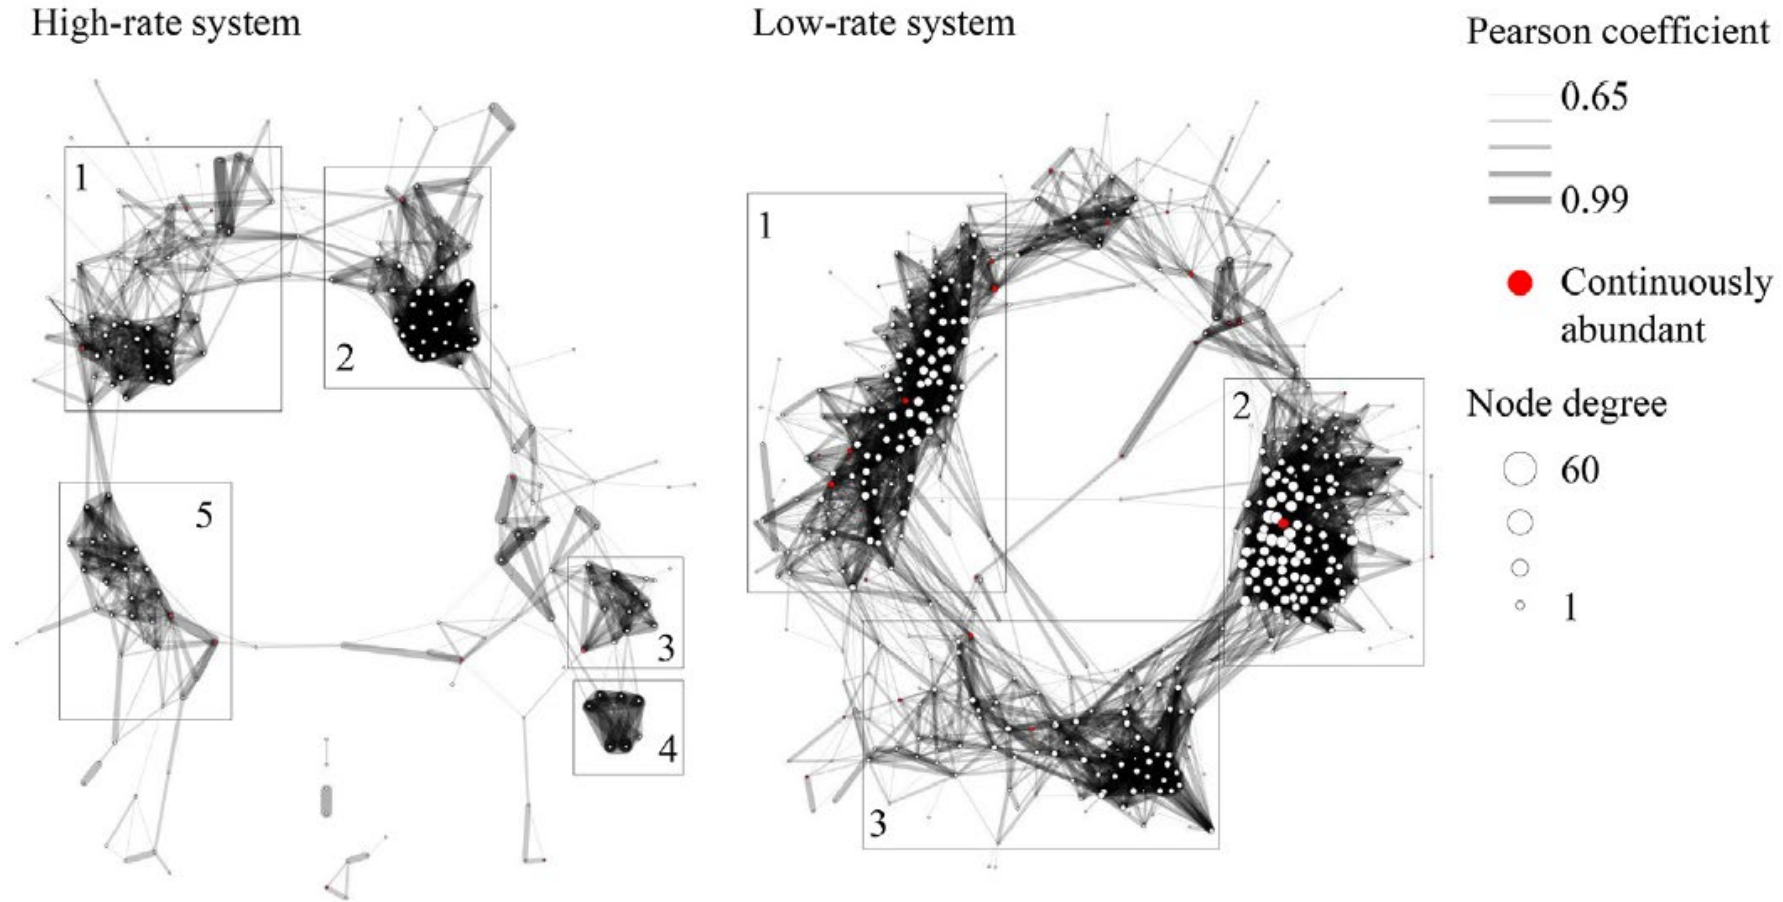 High-rate system
Low-rate system
Pearson coefficient
0.65
0.99
Continuously
abundant
Node degree
60
1
1
2
3
4
5
1
2
3